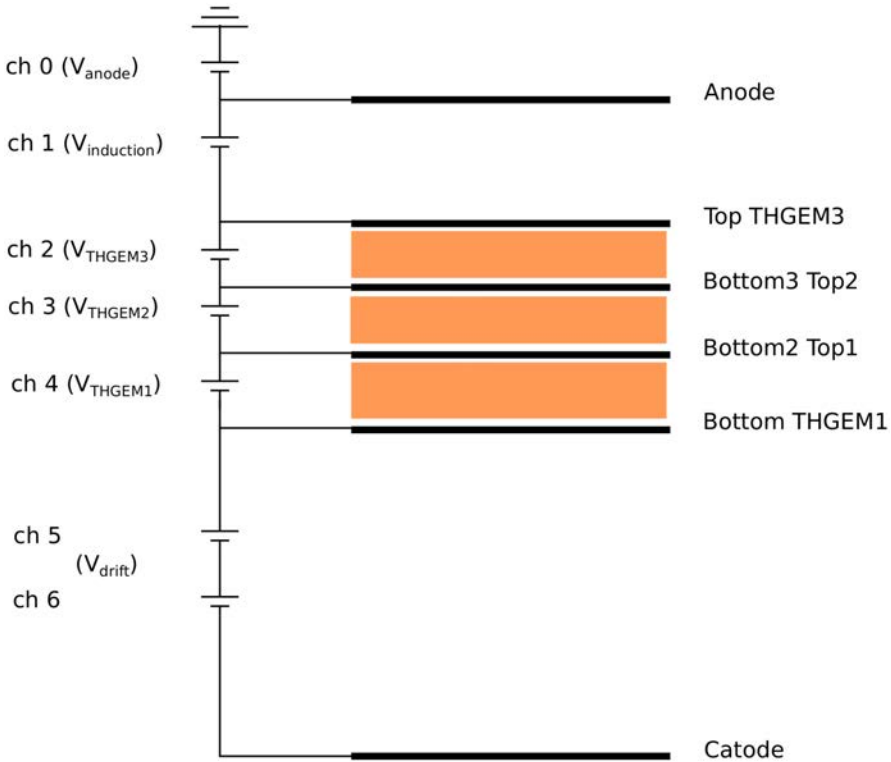 ch 0 (Vanode)
Anode
ch 1 (Vinduction)
Top THGEM3
ch 2 (VTHGEM3)
Bottom3 Top2
ch 3 (VTHGEM2)
Bottom2 Top1
ch 4 (VTHGEM1)
Bottom THGEM1
ch 5
(Vdrift)
ch 6
Catode